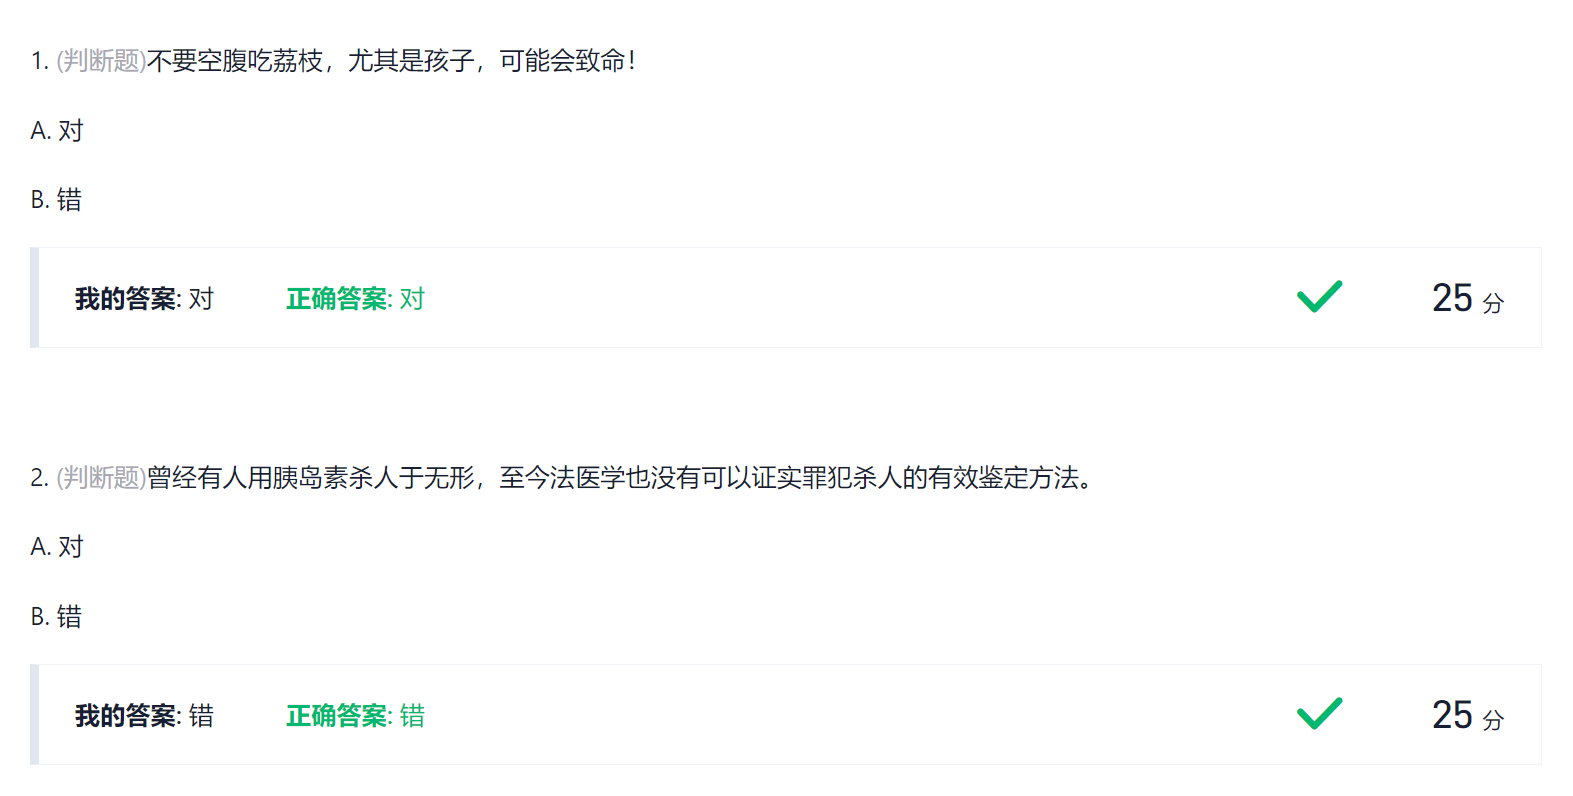 1. (判断题)不要空腹吃荔枝，尤其是孩子，可能会致命！
A. 对
B. 错
我的答案: 对 正确答案: 对 25 分
2. (判断题)曾经有人用胰岛素杀人于无形，至今法医学也没有可以证实罪犯杀人的有效鉴定方法。
A. 对
B. 错
我的答案: 错 正确答案: 错 25 分